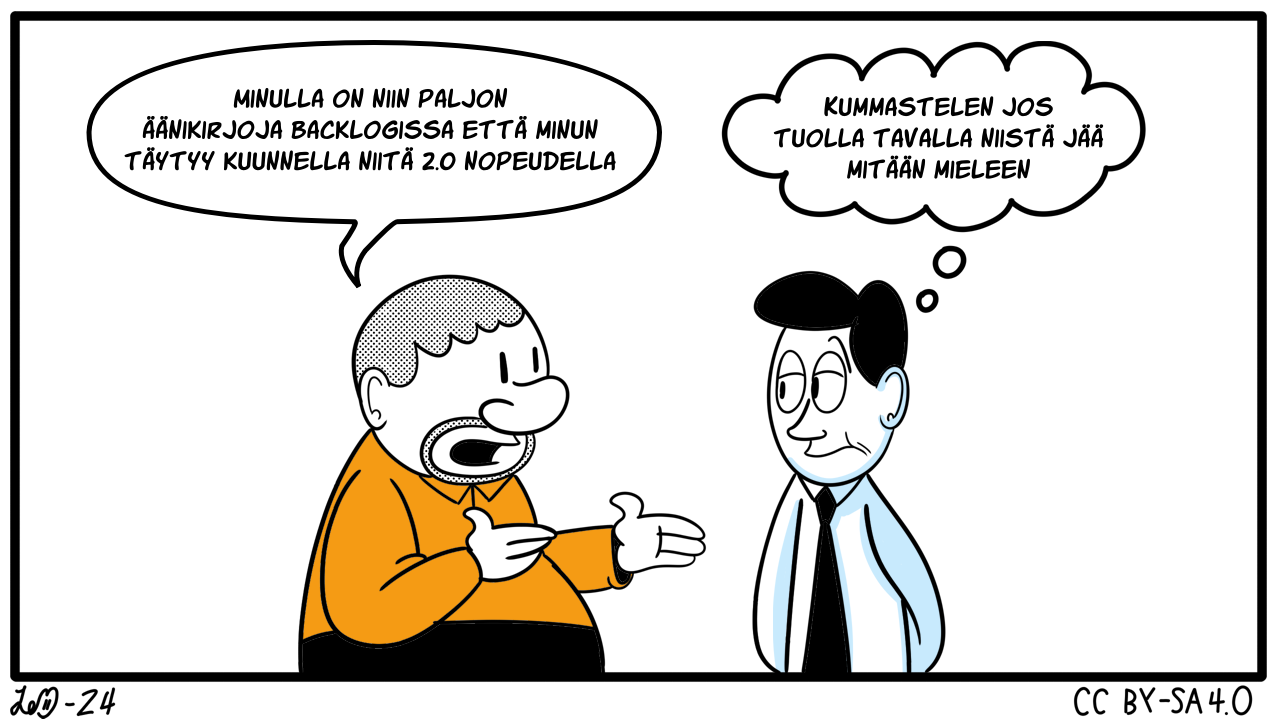 MINULLA ON NIIN PALJON
ÄÄNIKIRJOJA BACKLOGISSA ETTÄ MINUN
TÄYTYY KUUNNELLA NIITÄ 2.0 NOPEUDELLA
KUMMASTELEN JOS
TUOLLA TAVALLA NIISTÄ JÄÄ
MITÄÄN MIELEEN
-24
CC BY-SA 4.0